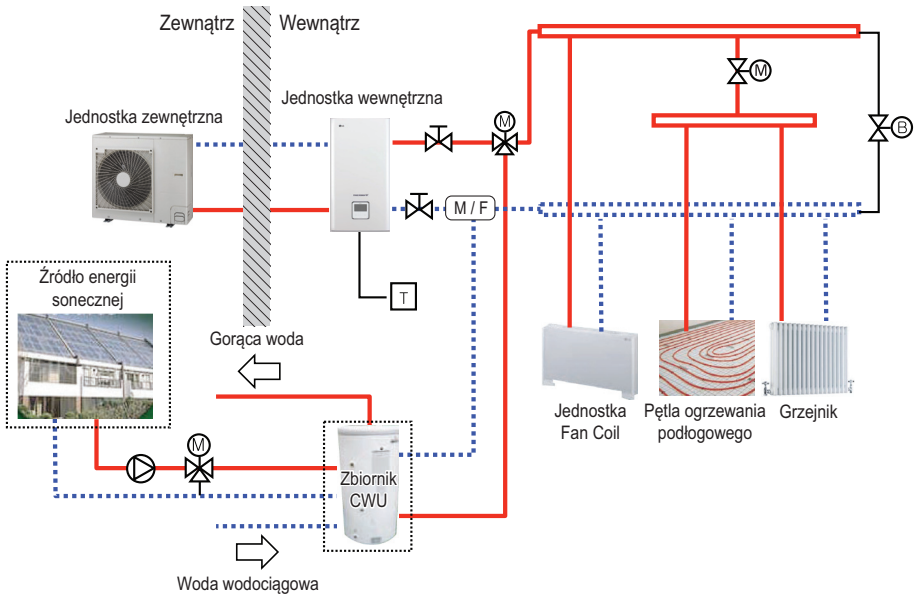 Zewnątrz
Wewnątrz
Jednostka zewnętrzna
Jednostka wewnętrzna
M
M
B
M / F
T
Źródło energii
sonecznej
Gorąca woda
Jednostka
Fan Coil
Pętla ogrzewania
podłogowego
Grzejnik
M
Zbiornik
CWU
Woda wodociągowa